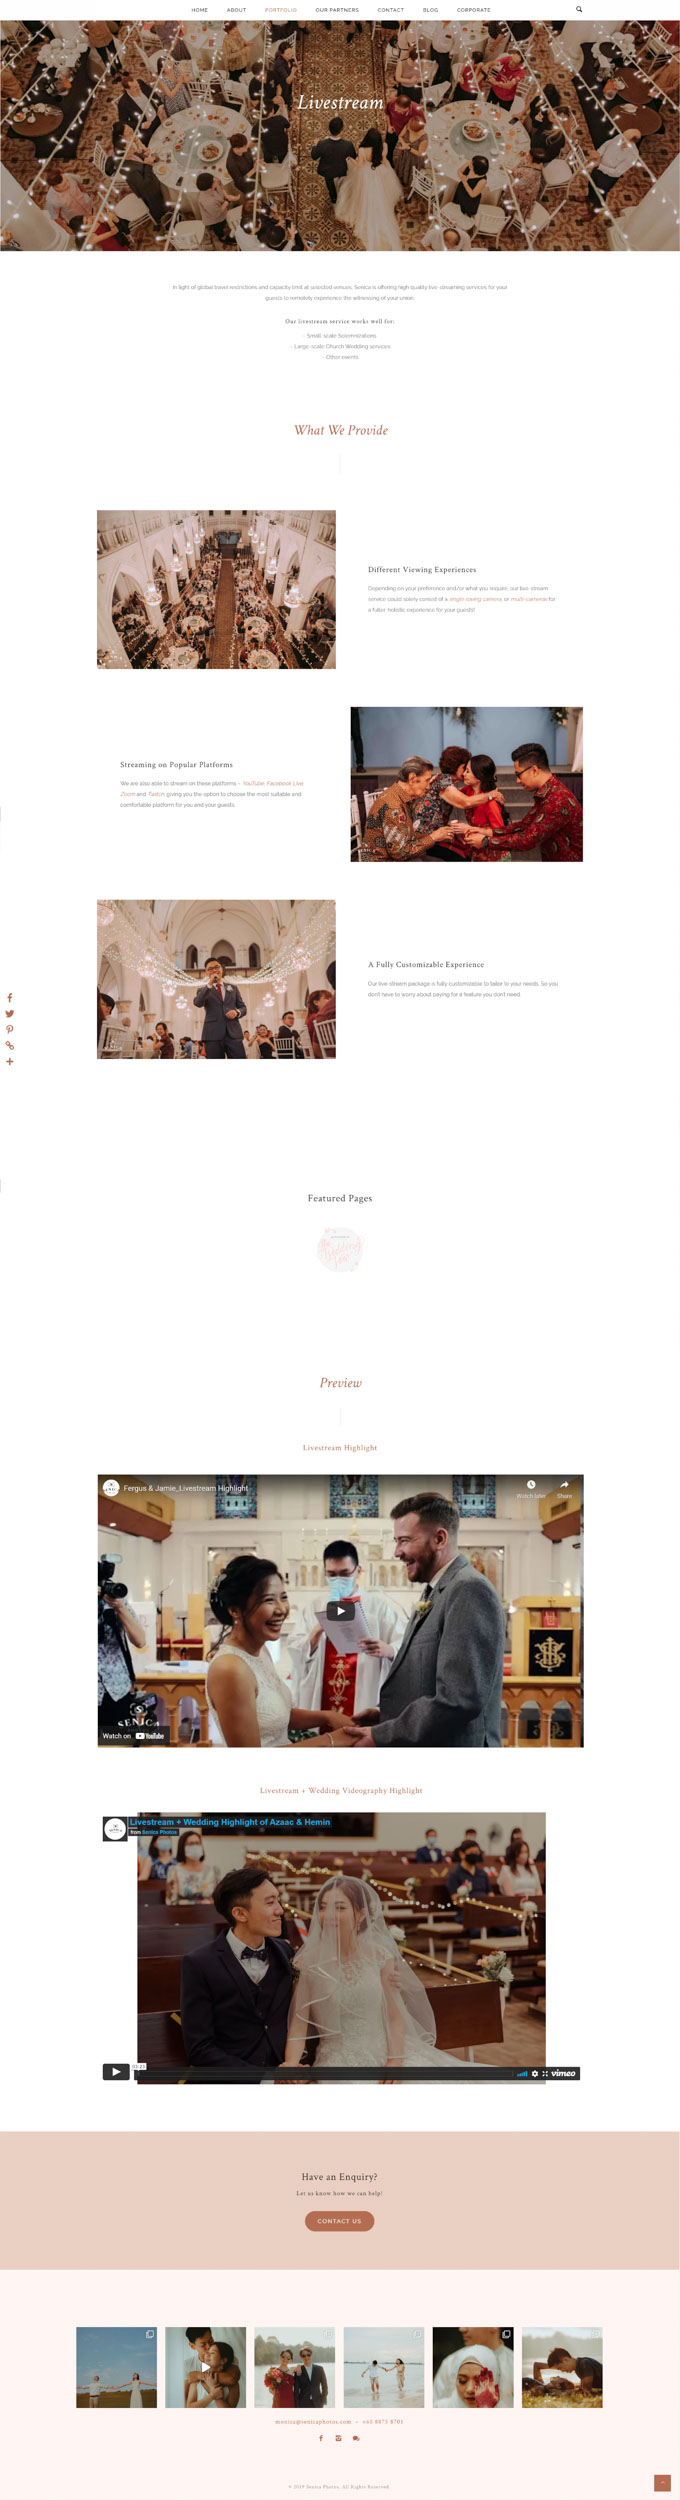 HOME ABOUT PORTFOLIO OUR PARTNERS CONTACT BLOG CORPORATE
Livestream
In light of global travel restrictions and capacity limit at selected venues, Senica is offering high quality live-streaming services for your
guests to remotely experience the witnessing of your union.
Our livestream service works well for:
- Small-scale Solemnizations
- Large-scale Church Wedding services
- Other events
What We Provide
Different Viewing Experiences
Depending on your preference and/or what you require, our live-stream
service could solely consist of a single roving camera, or multi-cameras for
a fuller, holistic experience for your guests!
Streaming on Popular Platforms
We are also able to stream on these platforms – YouTube, Facebook Live,
Zoom and Twitch, giving you the option to choose the most suitable and
comfortable platform for you and your guests.
A Fully Customizable Experience
Our live-stream package is fully customizable to tailor to your needs. So you
don't have to worry about paying for a feature you don't need.
Featured Pages
Wedding
Preview
Livestream Highlight
Fergus & Jamie_Livestream Highlight
Watch later Share
SENICA
Watch on YouTube
Livestream + Wedding Videography Highlight
Livestream + Wedding Highlight of Azaac & Hemin
from Senica Photos
03:23
vimeo
Have an Enquiry?
Let us know how we can help!
CONTACT US
monica@senicaphotos.com – +65 8875 8791
© 2019 Senica Photos. All Rights Reserved.